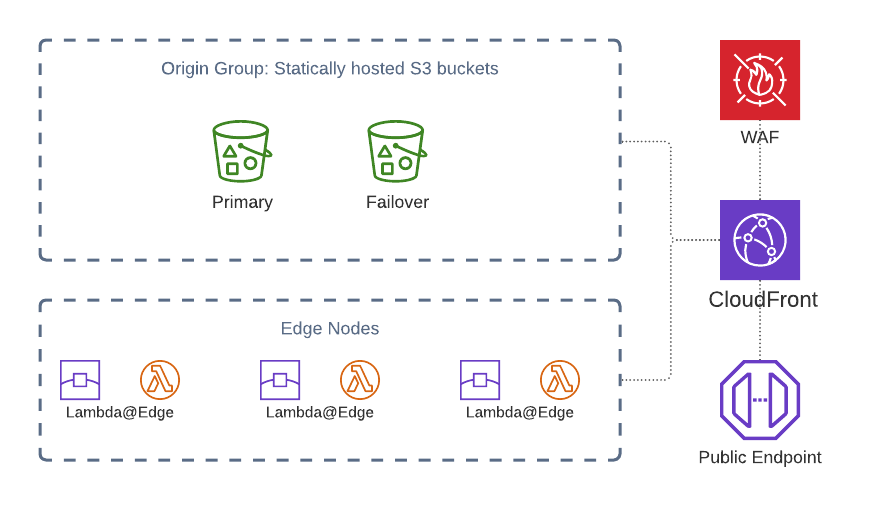 Origin Group: Statically hosted S3 buckets
Primary
Failover
WAF
CloudFront
Edge Nodes
Lambda@Edge
Lambda@Edge
Lambda@Edge
Public Endpoint